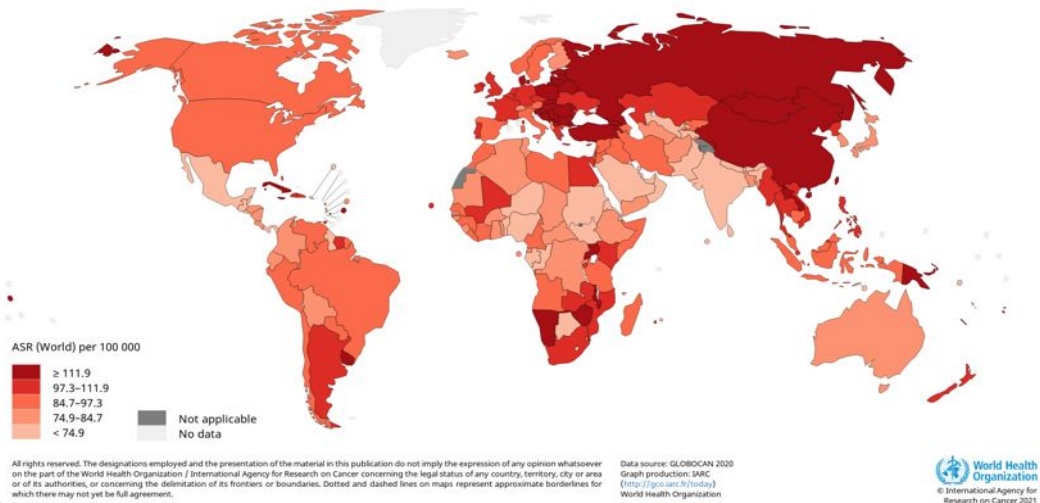 ASR (World) per 100 000
≥ 111.9
97.3–111.9
84.7–97.3
74.9–84.7
< 74.9
Not applicable
No data
All rights reserved. The designations employed and the presentation of the material in this publication do not imply the expression of any opinion whatsoever
on the part of the World Health Organization / International Agency for Research on Cancer concerning the legal status of any country, territory, city or area
or of its authorities, or concerning the delimitation of its frontiers or boundaries. Dotted and dashed lines on maps represent approximate borderlines for
which there may not yet be full agreement.
Data source: GLOBOCAN 2020
Graph production: IARC
(http://gco.iarc.fr/today)
World Health Organization
World Health
Organization
© International Agency for
Research on Cancer 2021